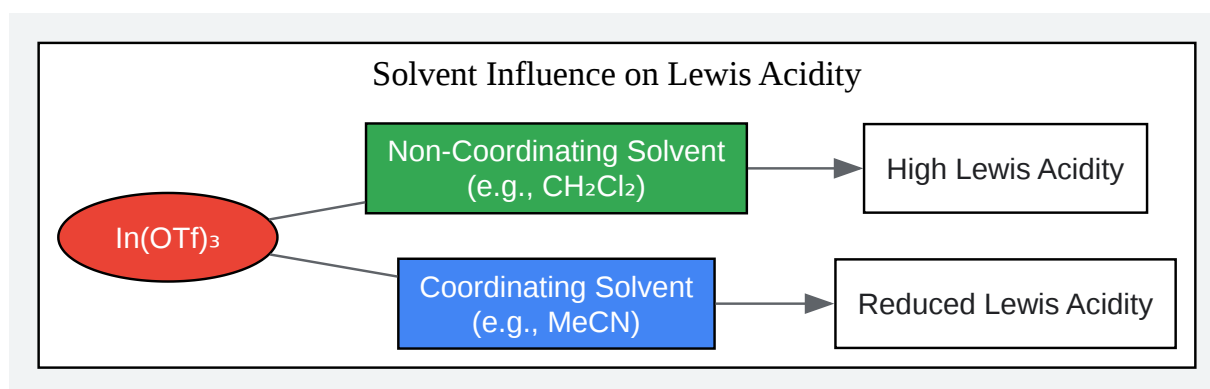 Solvent Influence on Lewis Acidity
Non-Coordinating Solvent
(e.g., CH₂Cl₂)
High Lewis Acidity
In(OTf)₃
Coordinating Solvent
(e.g., MeCN)
Reduced Lewis Acidity